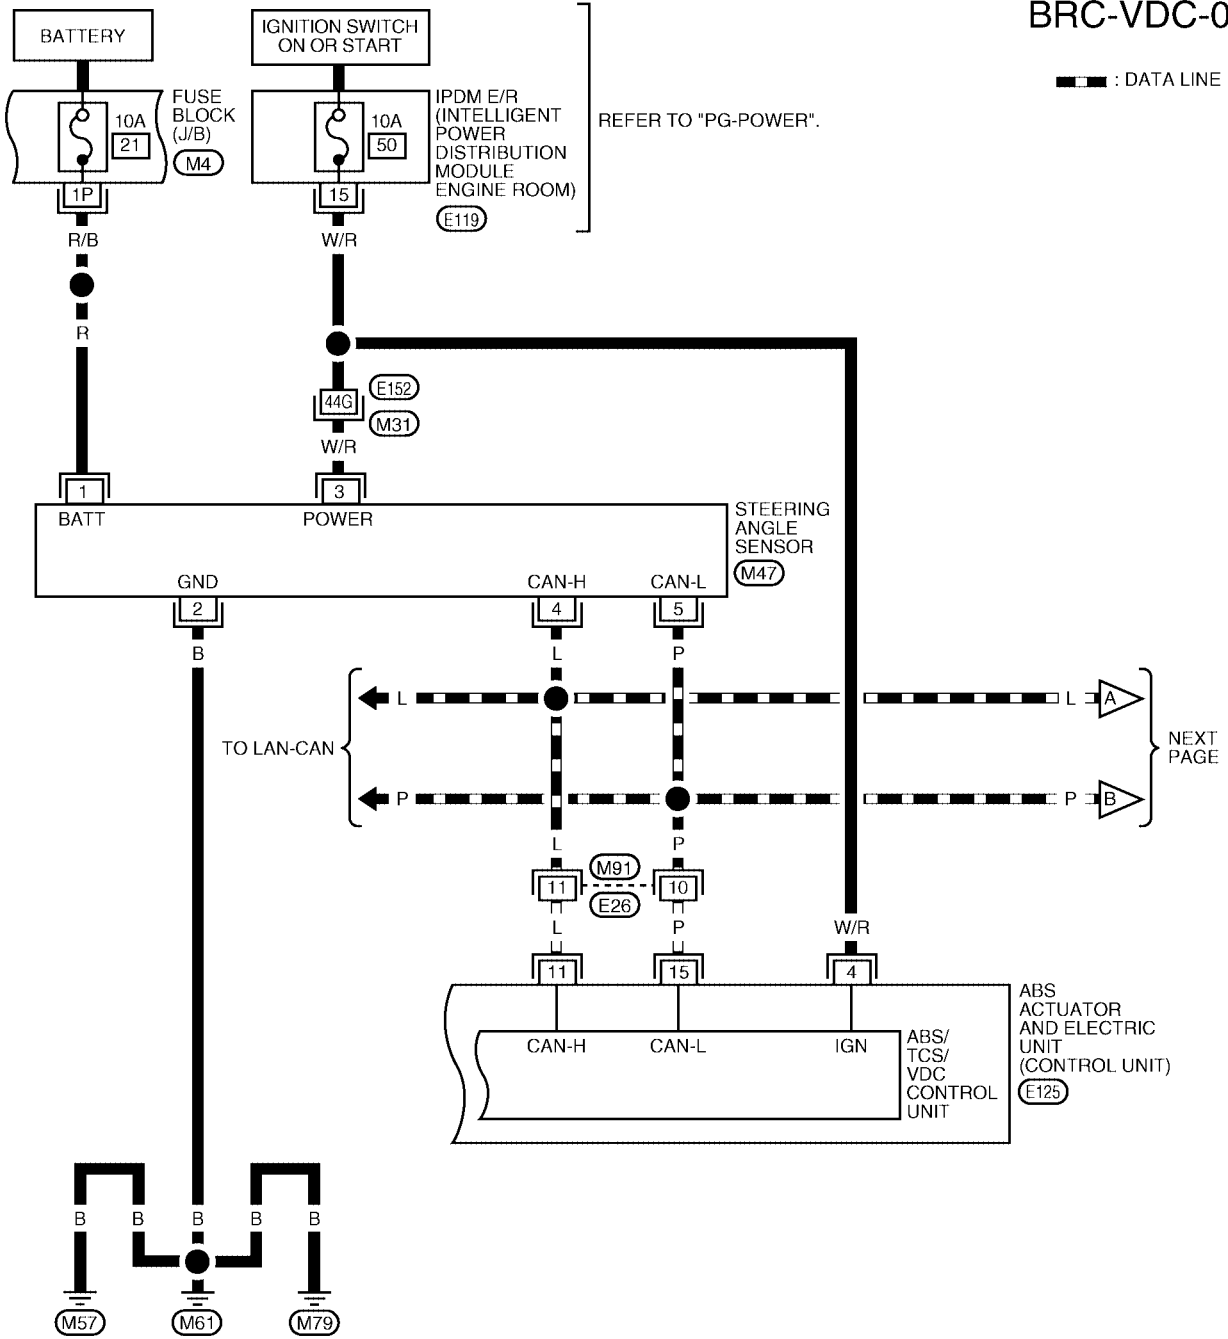 BRC-VDC-0
: DATA LINE
BATTERY
IGNITION SWITCH
ON OR START
FUSE
BLOCK
(J/B)
M4
10A
21
1P
10A
50
15
IPDM E/R
(INTELLIGENT
POWER
DISTRIBUTION
MODULE
ENGINE ROOM)
E119
REFER TO "PG-POWER".
R/B
W/R
R
44G
E152
M31
W/R
1
3
BATT
POWER
STEERING
ANGLE
SENSOR
M47
GND
CAN-H
CAN-L
2
4
5
B
L
P
TO LAN-CAN
L
L
A
P
P
B
NEXT
PAGE
L
P
M91
11
10
E26
L
P
W/R
11
15
4
ABS
ACTUATOR
AND ELECTRIC
UNIT
(CONTROL UNIT)
E125
CAN-H
CAN-L
IGN
ABS/
TCS/
VDC
CONTROL
UNIT
B
B
B
B
B
M57
M61
M79